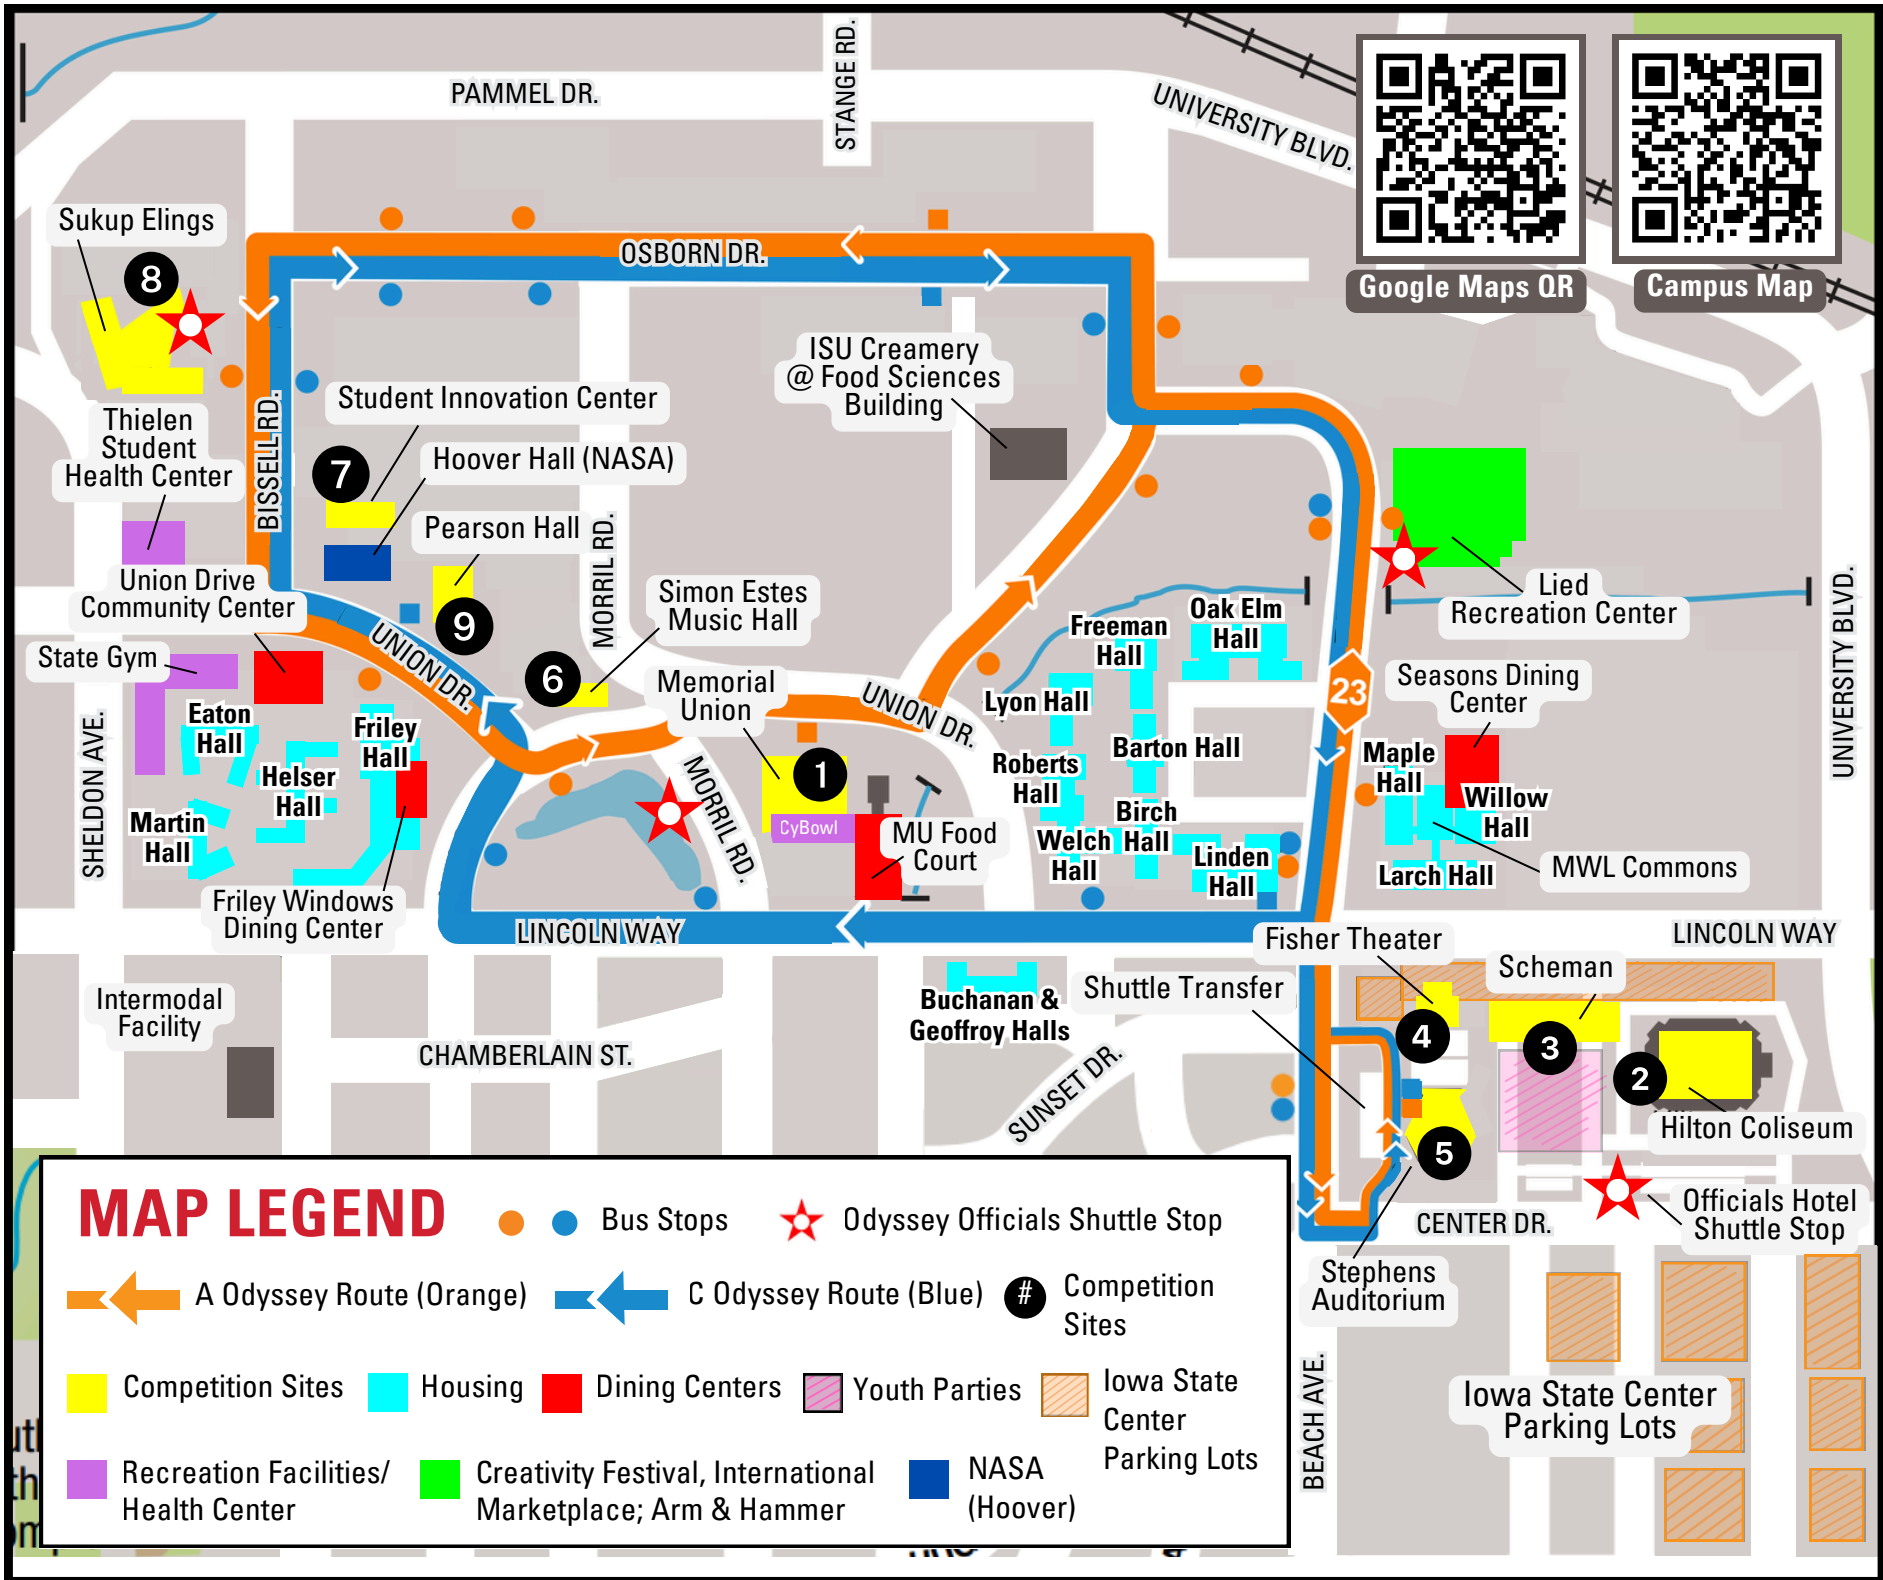 PAMMEL DR.
STANGE RD.
UNIVERSITY BLVD.
Google Maps QR
Campus Map
Sukup Elings
8
OSBORN DR.
BISSELL RD.
ISU Creamery
@ Food Sciences
Building
Student Innovation Center
7
Hoover Hall (NASA)
Pearson Hall
9
Thielen
Student
Health Center
Union Drive
Community Center
State Gym
UNION DR.
MORRIL RD.
Simon Estes
Music Hall
6
Memorial
Union
1
CyBowl
MU Food
Court
UNION DR.
MORRIL RD.
SHELDON AVE.
Eaton
Hall
Helser
Hall
Friley
Hall
Martin
Hall
Friley Windows
Dining Center
Freeman
Hall
Oak Elm
Hall
Lyon Hall
Barton Hall
Roberts
Hall
Birch
Hall
Welch
Hall
Linden
Hall
23
Lied
Recreation Center
Seasons Dining
Center
Maple
Hall
Willow
Hall
Larch Hall
MWL Commons
UNIVERSITY BLVD.
LINCOLN WAY
LINCOLN WAY
Intermodal
Facility
CHAMBERLAIN ST.
Buchanan &
Geoffroy Halls
SUNSET DR.
Shuttle Transfer
Fisher Theater
4
Scheman
3
2
Hilton Coliseum
5
Stephens
Auditorium
CENTER DR.
Officials Hotel
Shuttle Stop
BEACH AVE.
Iowa State Center
Parking Lots
MAP LEGEND
Bus Stops
Odyssey Officials Shuttle Stop
A Odyssey Route (Orange)
C Odyssey Route (Blue)
#
Competition
Sites
Competition Sites
Housing
Dining Centers
Youth Parties
Iowa State
Center
Parking Lots
Recreation Facilities/
Health Center
Creativity Festival, International
Marketplace; Arm & Hammer
NASA
(Hoover)